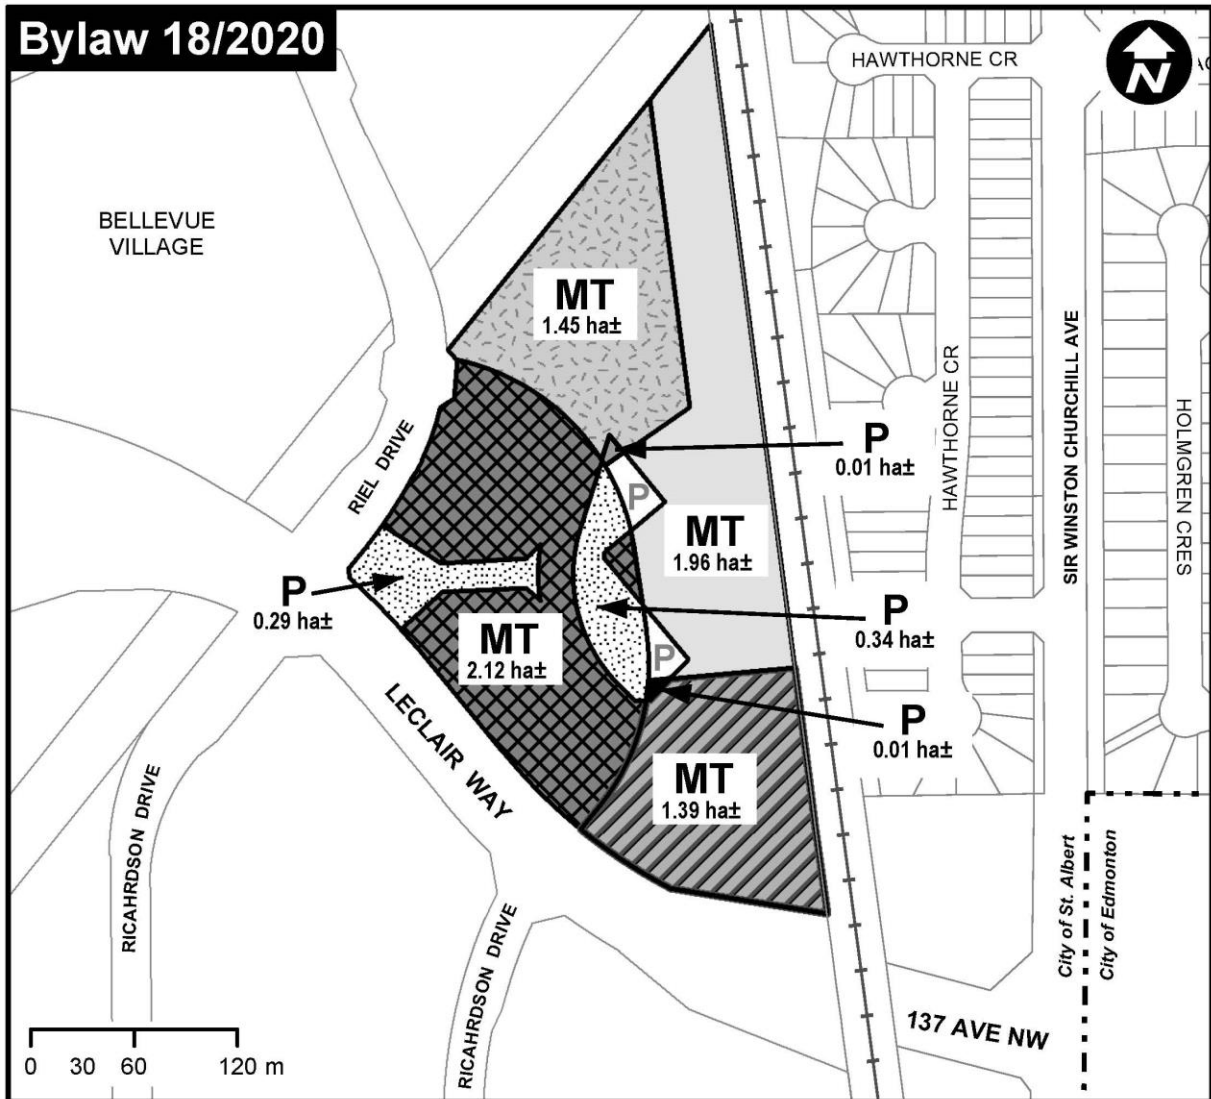 Bylaw 18/2020
HAWTHORNE CR
N
BELLEVUE
VILLAGE
MT
1.45 ha±
HAWTHORNE CR
SIR WINSTON CHURCHILL AVE
HOLMGREN CRES
RIEL DRIVE
P
0.01 ha±
P
MT
1.96 ha±
P
0.29 ha±
P
0.34 ha±
MT
2.12 ha±
P
P
0.01 ha±
LECLAIR WAY
MT
1.39 ha±
RICAHRDSON DRIVE
RICAHRDSON DRIVE
City of St. Albert
City of Edmonton
137 AVE NW
0 30 60 120 m